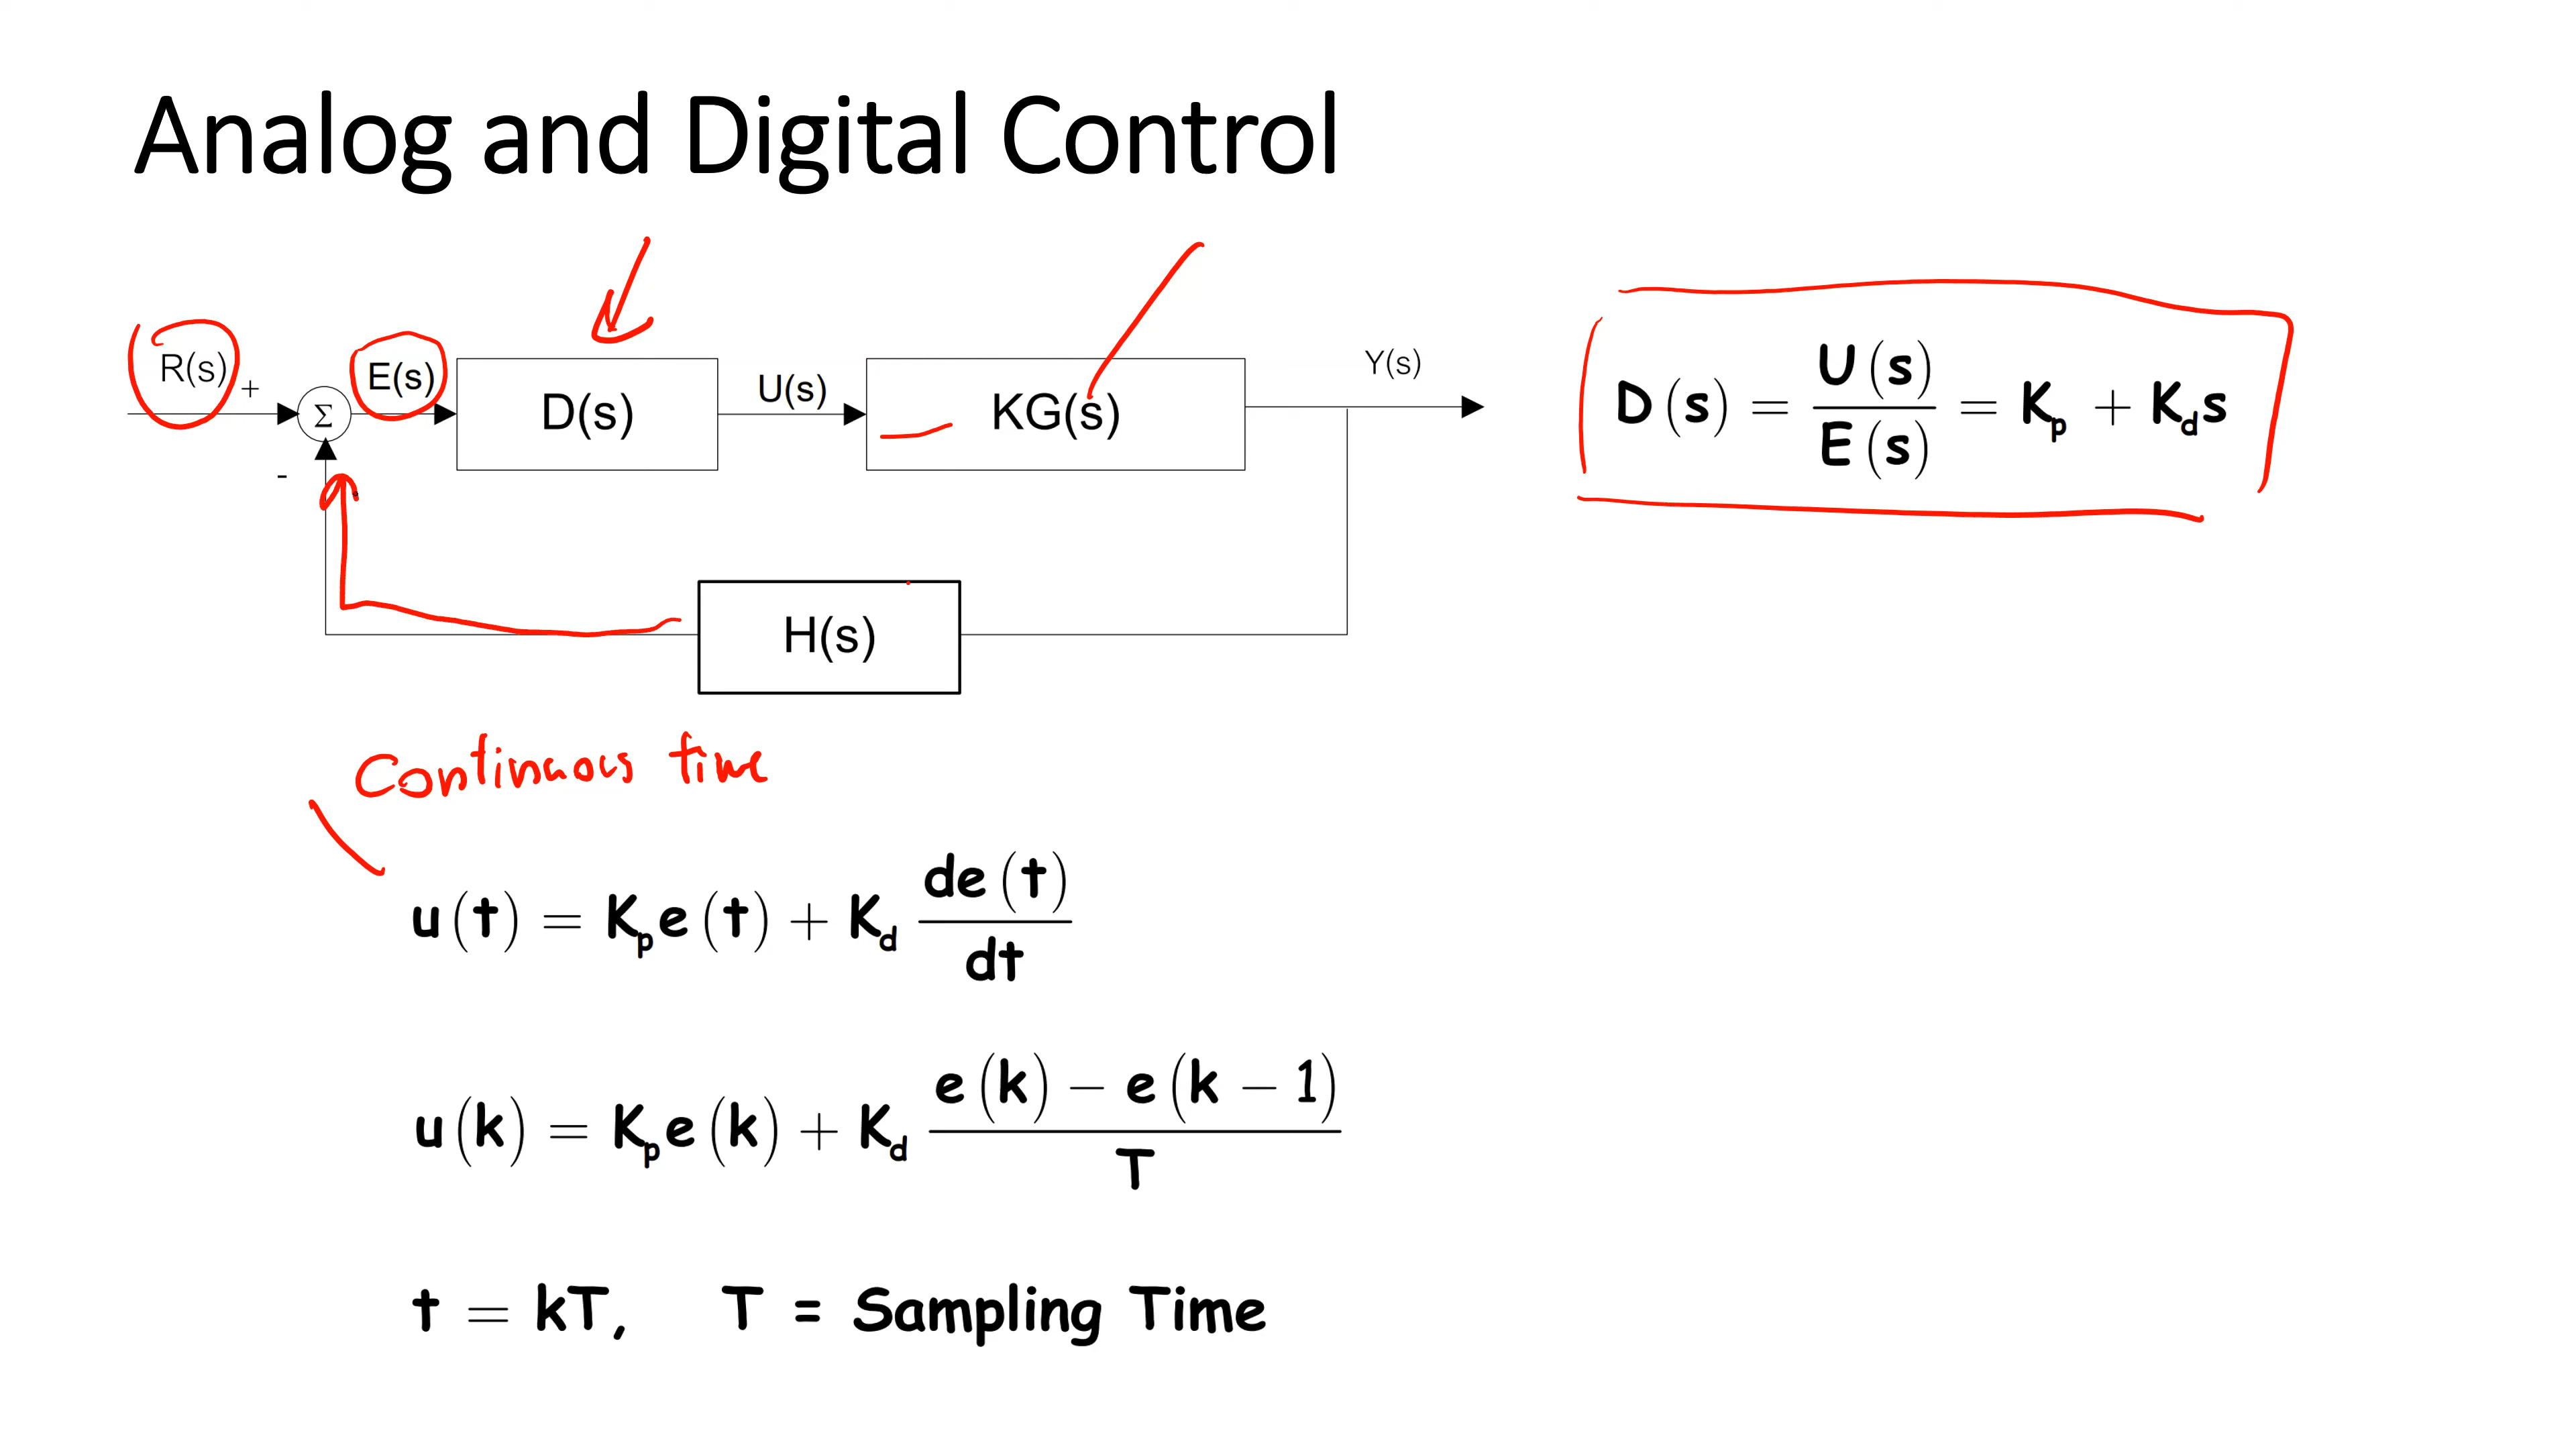 Analog and Digital Control
R(s) + Σ E(s) D(s) U(s) KG(s) Y(s)
-
H(s)
D(s) = U(s)/E(s) = Kp + Kds
Continuous time
u(t) = Kpe(t) + Kd de(t)/dt
u(k) = Kpe(k) + Kd e(k) − e(k − 1)/T
t = kT, T = Sampling Time